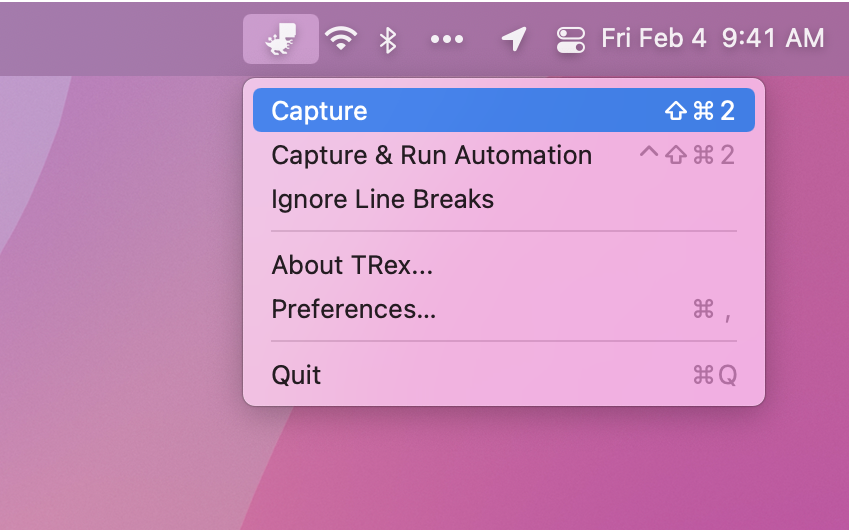 Fri Feb 4 9:41 AM
Capture ⇧⌘2
Capture & Run Automation ^⇧⌘2
Ignore Line Breaks
About TRex...
Preferences... ⌘,
Quit ⌘Q